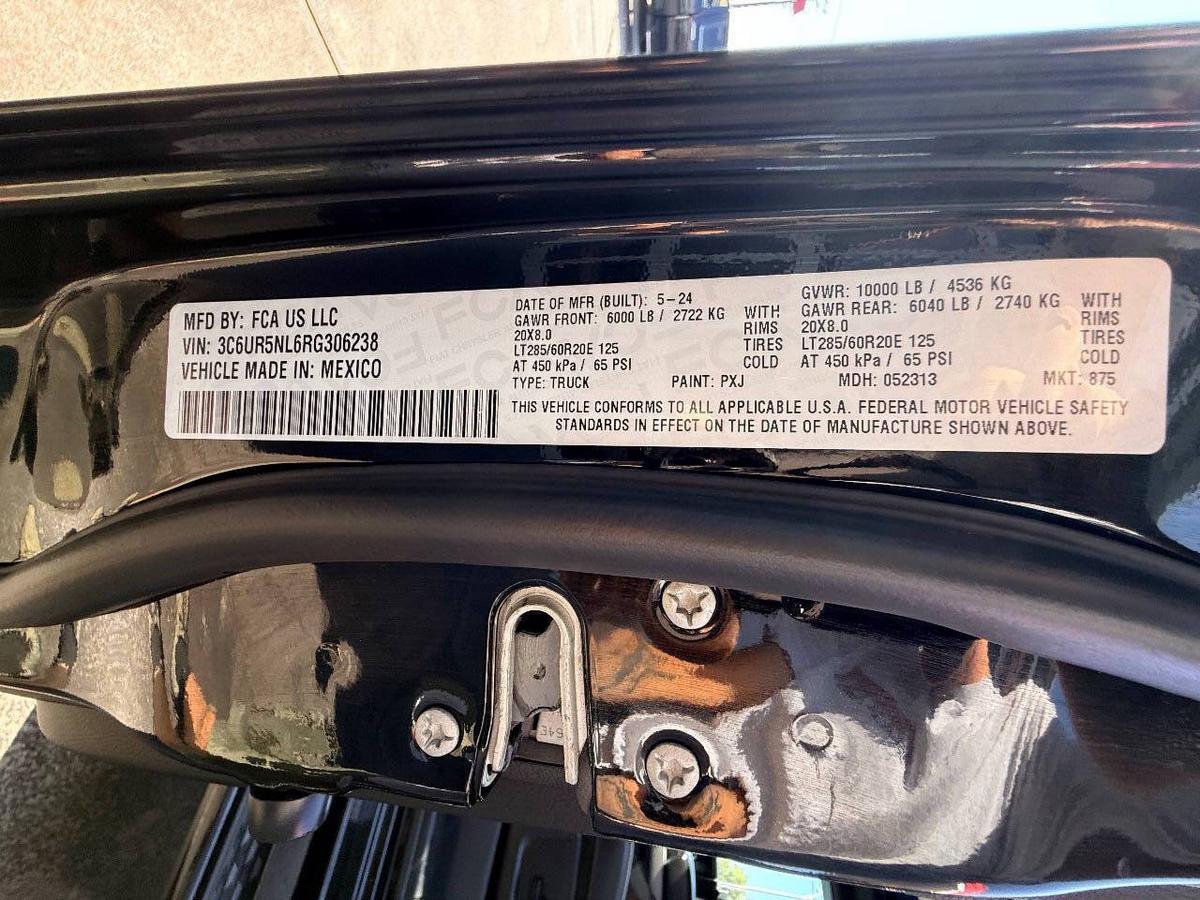 MFD BY: FCA US LLC
VIN: 3C6UR5NL6RG306238
VEHICLE MADE IN: MEXICO
DATE OF MFR (BUILT): 5-24
GAWR FRONT: 6000 LB / 2722 KG WITH
20X8.0 RIMS
LT285/60R20E 125 TIRES
AT 450 kPa / 65 PSI COLD
GVWR: 10000 LB / 4536 KG
GAWR REAR: 6040 LB / 2740 KG WITH
20X8.0 RIMS
LT285/60R20E 125 TIRES
AT 450 kPa / 65 PSI COLD
TYPE: TRUCK PAINT: PXJ MDH: 052313 MKT: 875
THIS VEHICLE CONFORMS TO ALL APPLICABLE U.S.A. FEDERAL MOTOR VEHICLE SAFETY
STANDARDS IN EFFECT ON THE DATE OF MANUFACTURE SHOWN ABOVE.